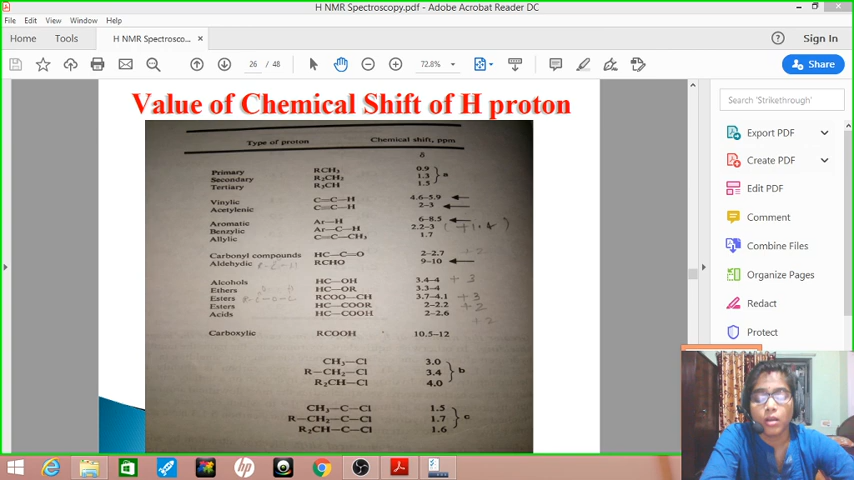 H NMR Spectroscopy.pdf - Adobe Acrobat Reader DC
File Edit View Window Help
Home Tools H NMR Spectrosco... ×
Sign In
26 / 48 72.8%
Share
Value of Chemical Shift of H proton
Type of proton Chemical shift, ppm
δ
Primary RCH₃ 0.9
Secondary R₂CH₂ 1.3 a
Tertiary R₃CH 1.5
Vinylic C=C—H 4.6–5.9
Acetylenic C≡C—H 2–3
Aromatic Ar—H 6–8.5
Benzylic Ar—C—H 2.2–3
Allylic C=C—CH₃ 1.7
Carbonyl compounds HC—C=O 2–2.7
Aldehydic RCHO 9–10
Alcohols HC—OH 3.4–4 + 3
Ethers HC—OR 3.3–4
Esters RCOO—CH 3.7–4.1 + 3
Esters HC—COOR 2–2.2 + 2
Acids HC—COOH 2–2.6
+2
Carboxylic RCOOH 10.5–12
CH₃—Cl 3.0
R—CH₂—Cl 3.4 b
R₂CH—Cl 4.0
CH₃—C—Cl 1.5
R—CH₂—C—Cl 1.7 c
R₂CH—C—Cl 1.6
Search 'Strikethrough'
Export PDF
Create PDF
Edit PDF
Comment
Combine Files
Organize Pages
Redact
Protect
hp